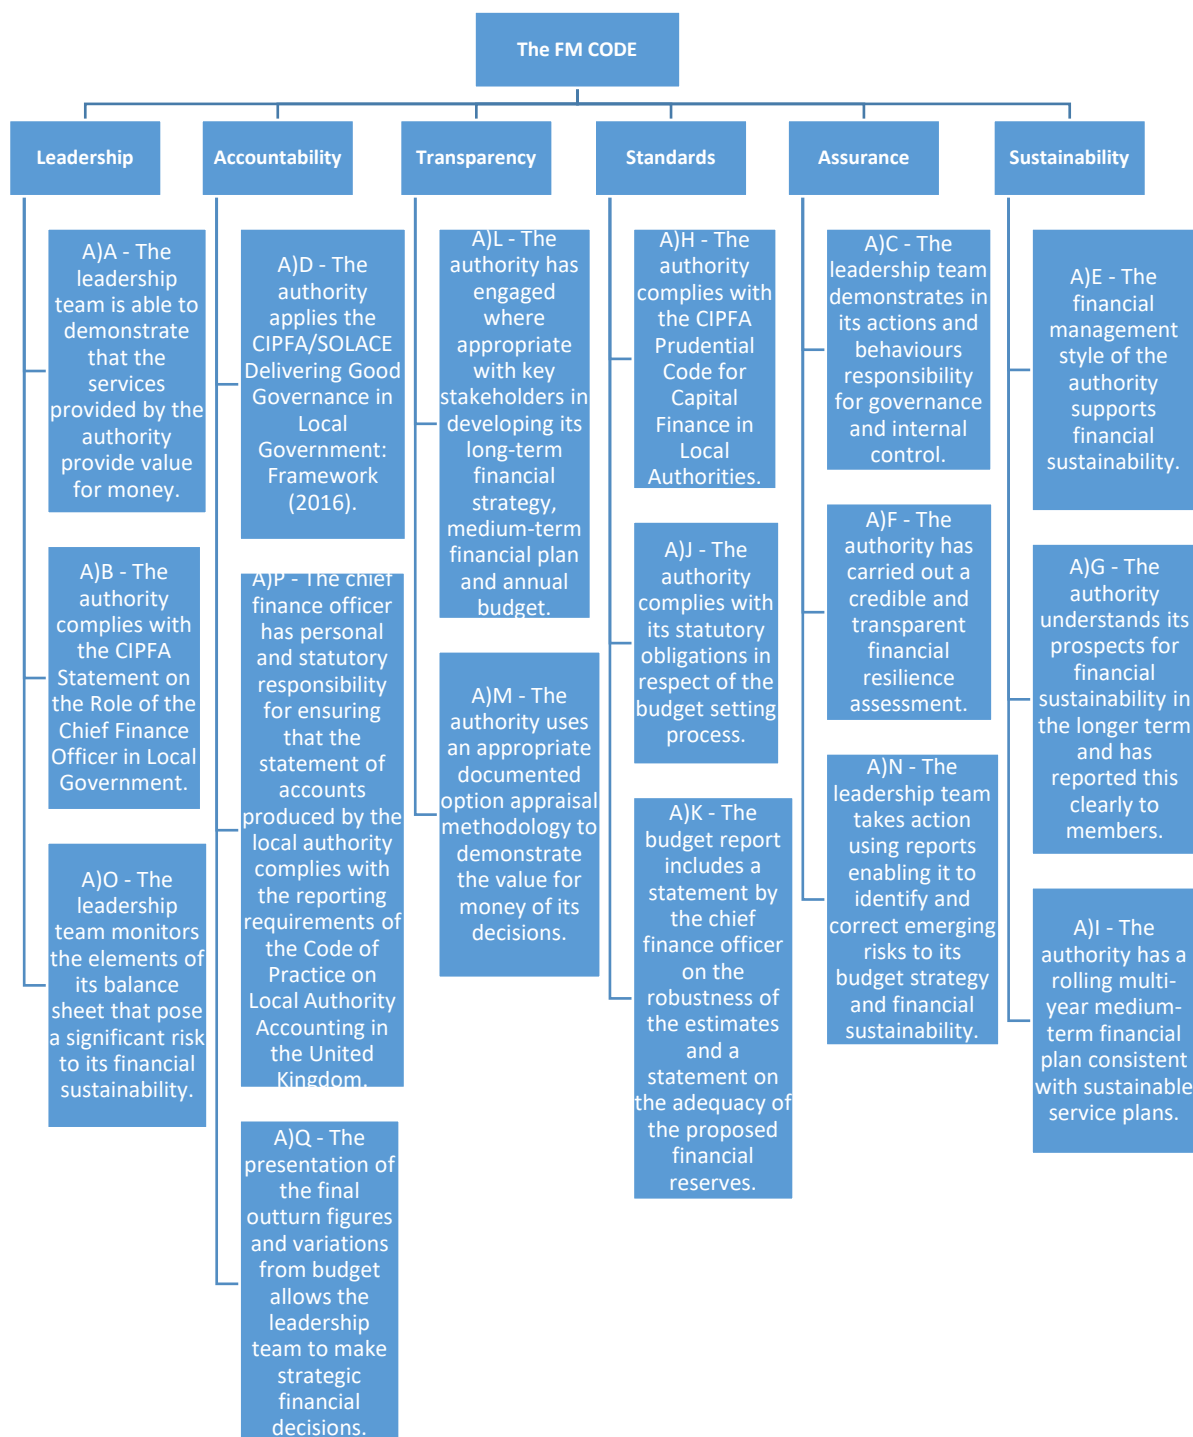 The FM CODE
Leadership
A)A - The
leadership
team is able to
demonstrate
that the
services
provided by the
authority
provide value
for money.
A)B - The
authority
complies with
the CIPFA
Statement on
the Role of the
Chief Finance
Officer in Local
Government.
A)O - The
leadership
team monitors
the elements of
its balance
sheet that pose
a significant risk
to its financial
sustainability.
Accountability
A)D - The
authority
applies the
CIPFA/SOLACE
Delivering Good
Governance in
Local
Government:
Framework
(2016).
A)P - The chief
finance officer
has personal
and statutory
responsibility
for ensuring
that the
statement of
accounts
produced by the
local authority
complies with
the reporting
requirements of
the Code of
Practice on
Local Authority
Accounting in
the United
Kingdom.
A)Q - The
presentation of
the final
outturn figures
and variations
from budget
allows the
leadership
team to make
strategic
financial
decisions.
Transparency
A)L - The
authority has
engaged
where
appropriate
with key
stakeholders in
developing its
long-term
financial
strategy,
medium-term
financial plan
and annual
budget.
A)M - The
authority uses
an appropriate
documented
option appraisal
methodology to
demonstrate
the value for
money of its
decisions.
Standards
A)H - The
authority
complies with
the CIPFA
Prudential
Code for
Capital
Finance in
Local
Authorities.
A)J - The
authority
complies with
its statutory
obligations in
respect of the
budget setting
process.
A)K - The
budget report
includes a
statement by
the chief
finance officer
on the
robustness of
the estimates
and a
statement on
the adequacy of
the proposed
financial
reserves.
Assurance
A)C - The
leadership team
demonstrates in
its actions and
behaviours
responsibility
for governance
and internal
control.
A)F - The
authority has
carried out a
credible and
transparent
financial
resilience
assessment.
A)N - The
leadership team
takes action
using reports
enabling it to
identify and
correct emerging
risks to its
budget strategy
and financial
sustainability.
Sustainability
A)E - The
financial
management
style of the
authority
supports
financial
sustainability.
A)G - The
authority
understands its
prospects for
financial
sustainability in
the longer term
and has
reported this
clearly to
members.
A)I - The
authority has a
rolling multi-
year medium-
term financial
plan consistent
with sustainable
service plans.